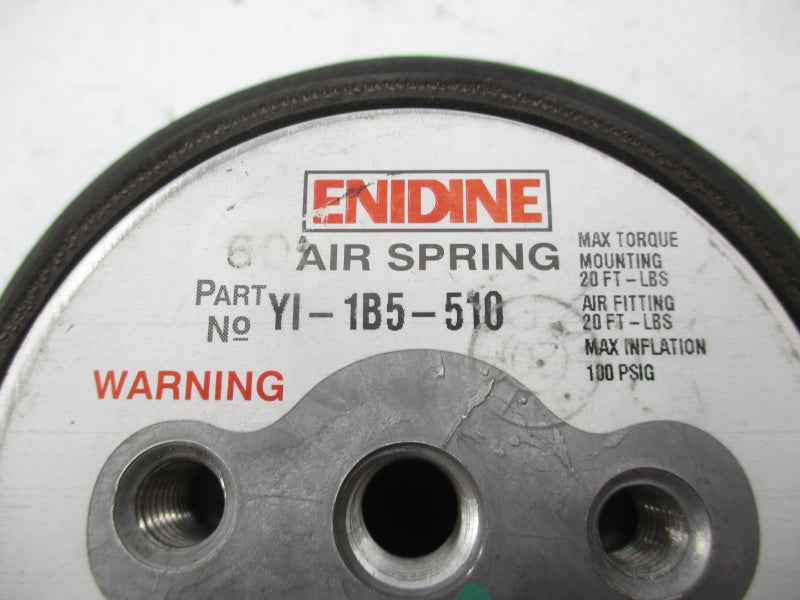 ENIDINE
AIR SPRING
PART
Nº YI-1B5-510
WARNING
MAX TORQUE
MOUNTING
20 FT-LBS
AIR FITTING
20 FT-LBS
MAX INFLATION
100 PSIG